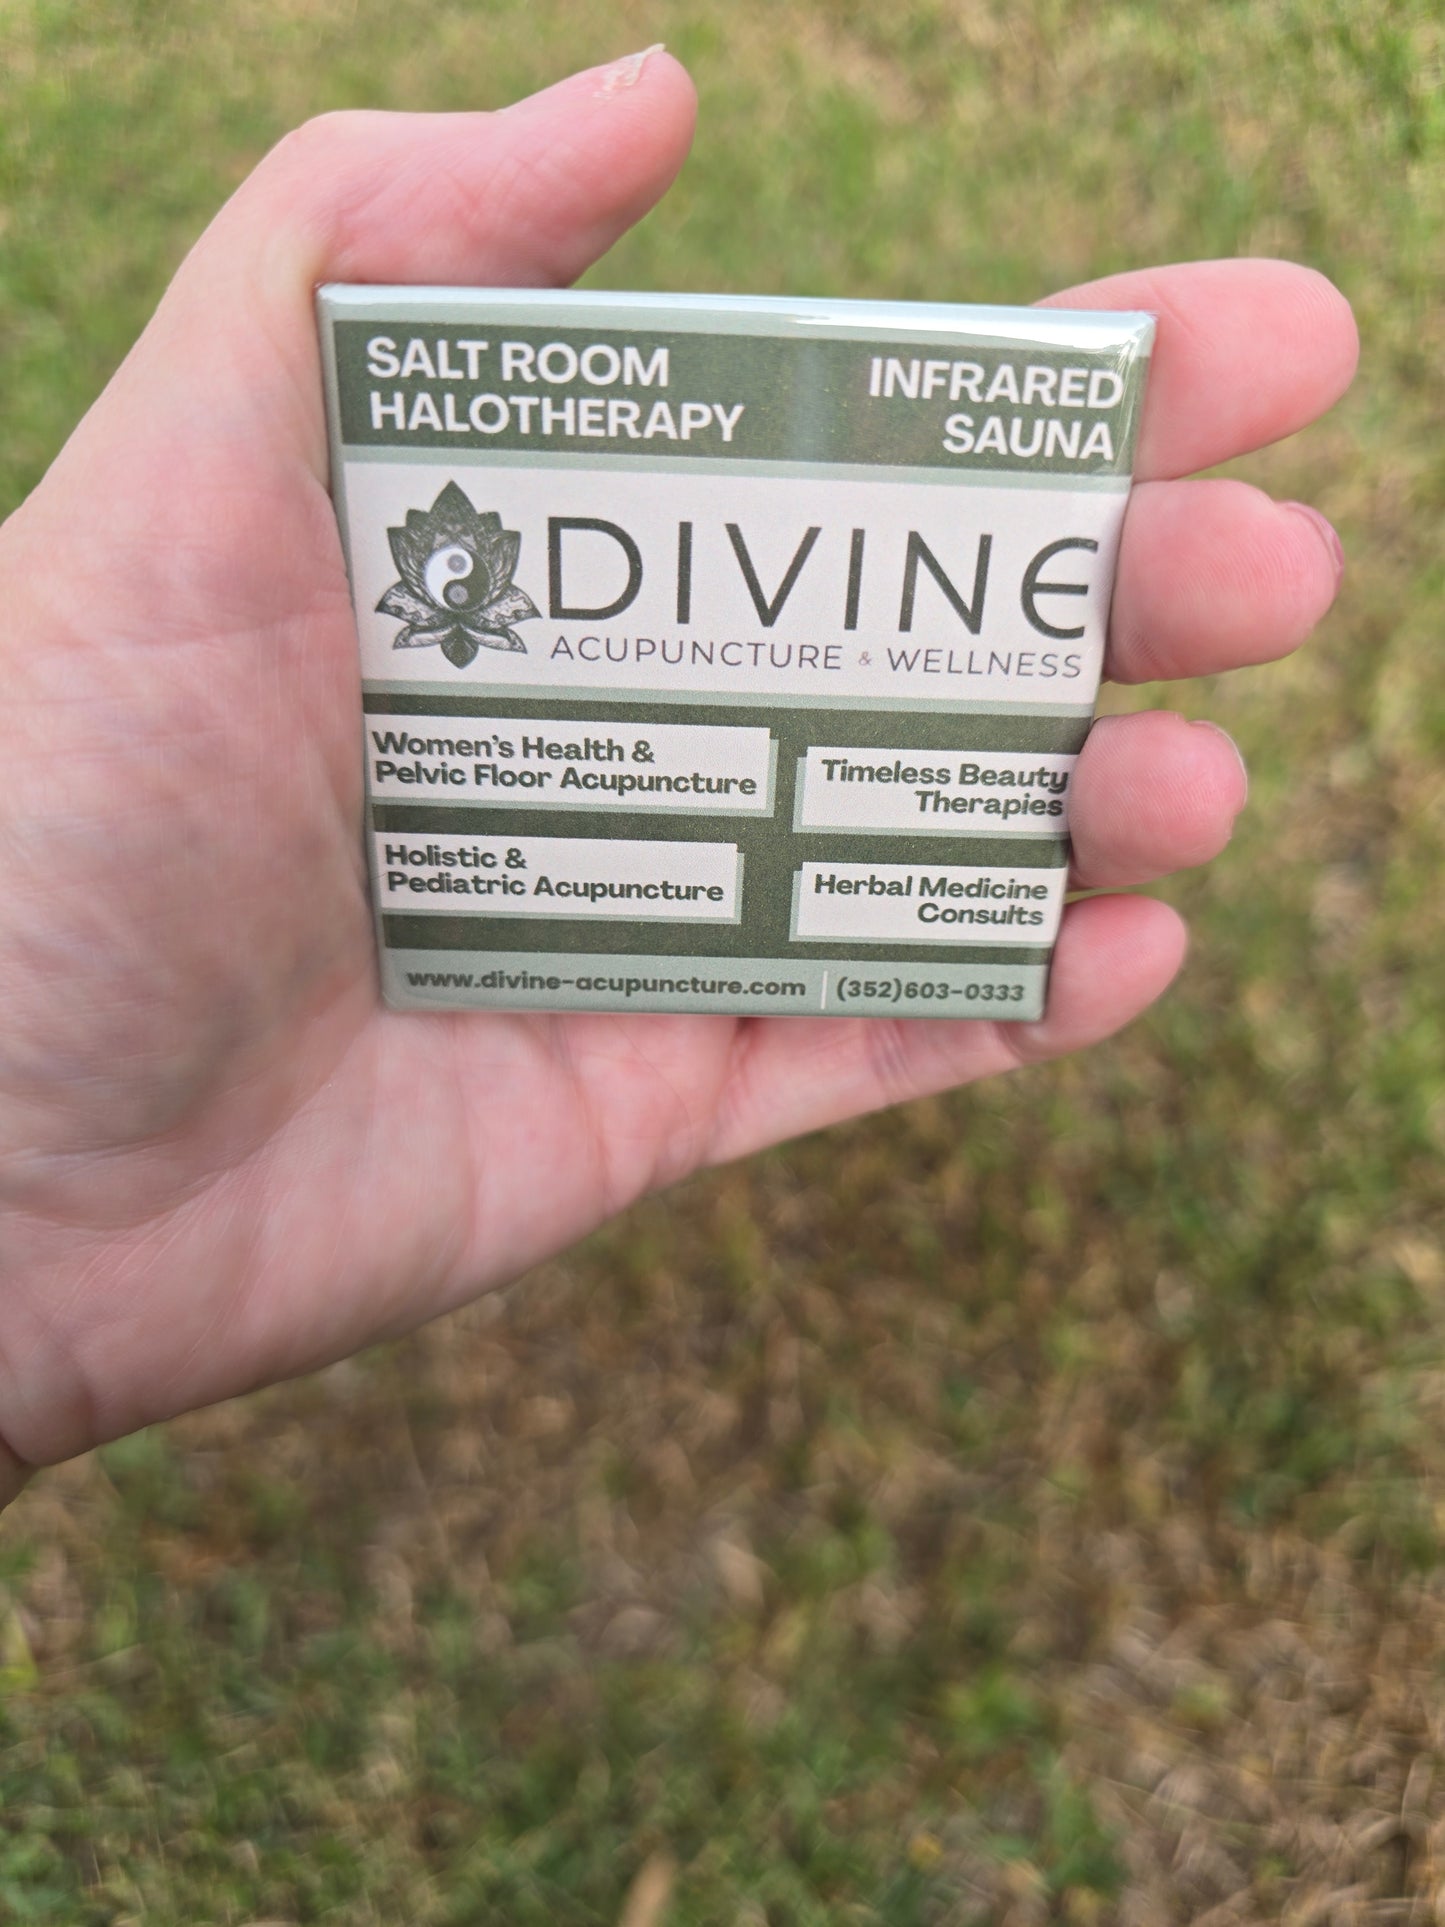 SALT ROOM
HALOTHERAPY
INFRARED
SAUNA
DIVINE
ACUPUNCTURE & WELLNESS
Women's Health &
Pelvic Floor Acupuncture
Timeless Beauty
Therapies
Holistic &
Pediatric Acupuncture
Herbal Medicine
Consults
www.divine-acupuncture.com | (352)603-0333